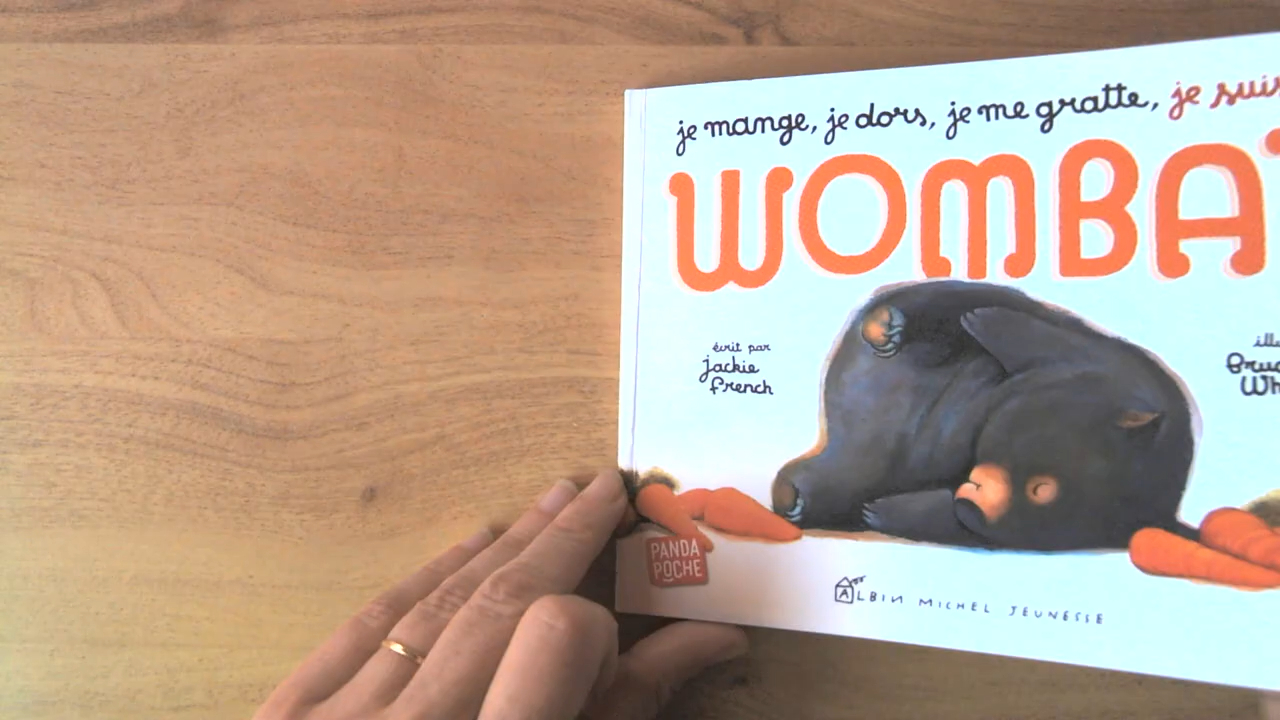 je mange, je dors, je me gratte, je suis
WOMBAT
écrit par
jackie
french
PANDA
POCHE
ALBIN MICHEL JEUNESSE